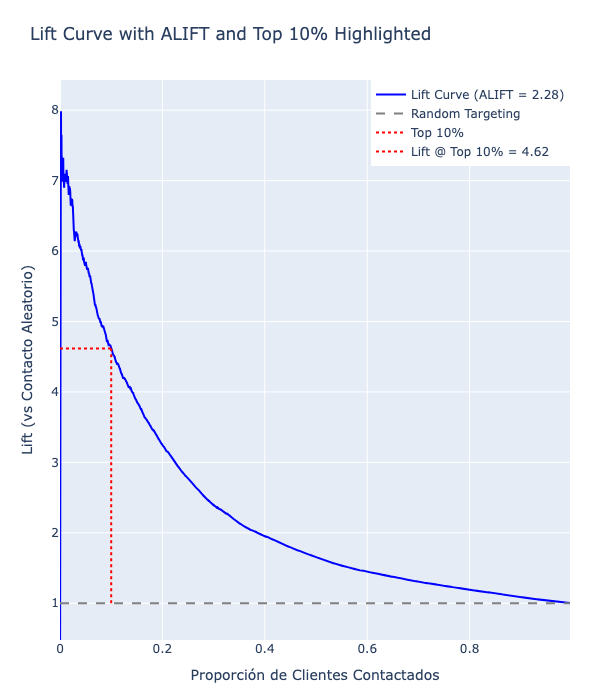 Lift Curve with ALIFT and Top 10% Highlighted
Lift Curve (ALIFT = 2.28)
Random Targeting
Top 10%
Lift @ Top 10% = 4.62
Lift (vs Contacto Aleatorio)
8
7
6
5
4
3
2
1
0
0.2
0.4
0.6
0.8
Proporción de Clientes Contactados